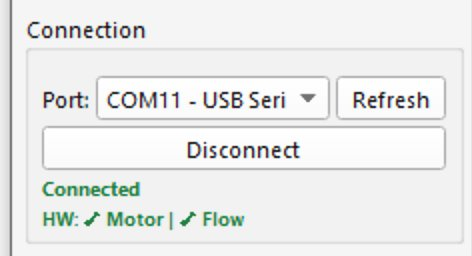 Connection
Port: COM11 - USB Seri Refresh
Disconnect
Connected
HW: ✓ Motor | ✓ Flow